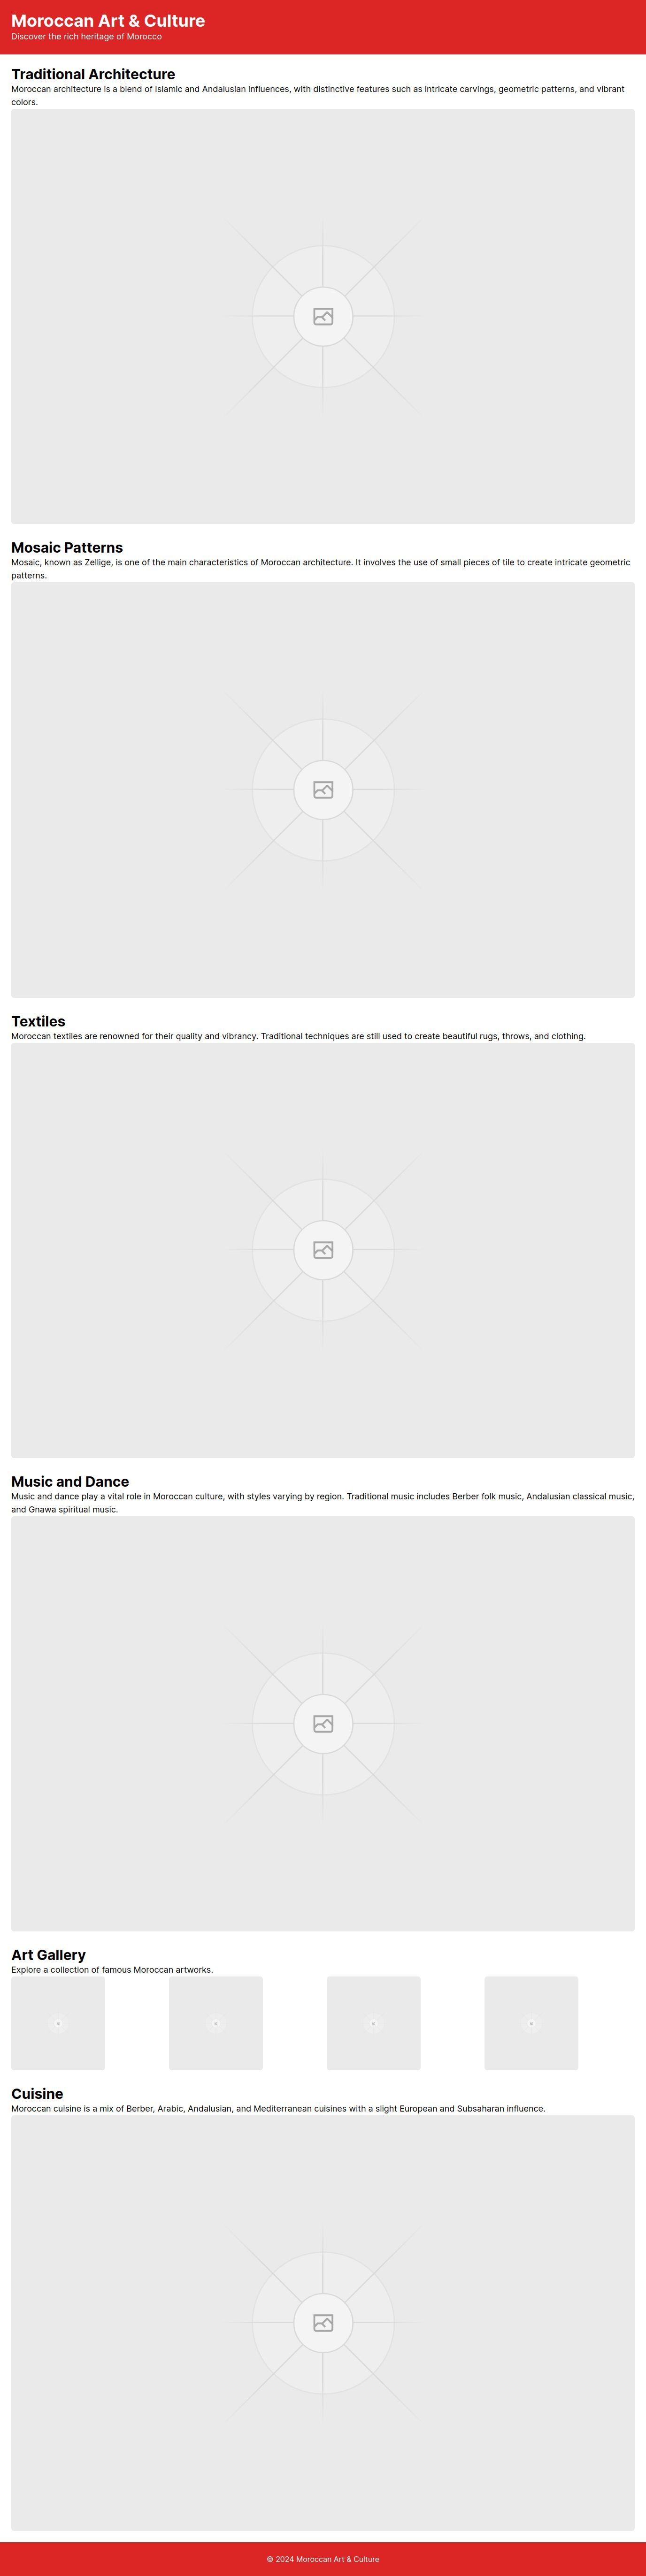 Moroccan Art & Culture
Discover the rich heritage of Morocco
Traditional Architecture
Moroccan architecture is a blend of Islamic and Andalusian influences, with distinctive features such as intricate carvings, geometric patterns, and vibrant
colors.
Mosaic Patterns
Mosaic, known as Zellige, is one of the main characteristics of Moroccan architecture. It involves the use of small pieces of tile to create intricate geometric
patterns.
Textiles
Moroccan textiles are renowned for their quality and vibrancy. Traditional techniques are still used to create beautiful rugs, throws, and clothing.
Music and Dance
Music and dance play a vital role in Moroccan culture, with styles varying by region. Traditional music includes Berber folk music, Andalusian classical music,
and Gnawa spiritual music.
Art Gallery
Explore a collection of famous Moroccan artworks.
Cuisine
Moroccan cuisine is a mix of Berber, Arabic, Andalusian, and Mediterranean cuisines with a slight European and Subsaharan influence.
© 2024 Moroccan Art & Culture